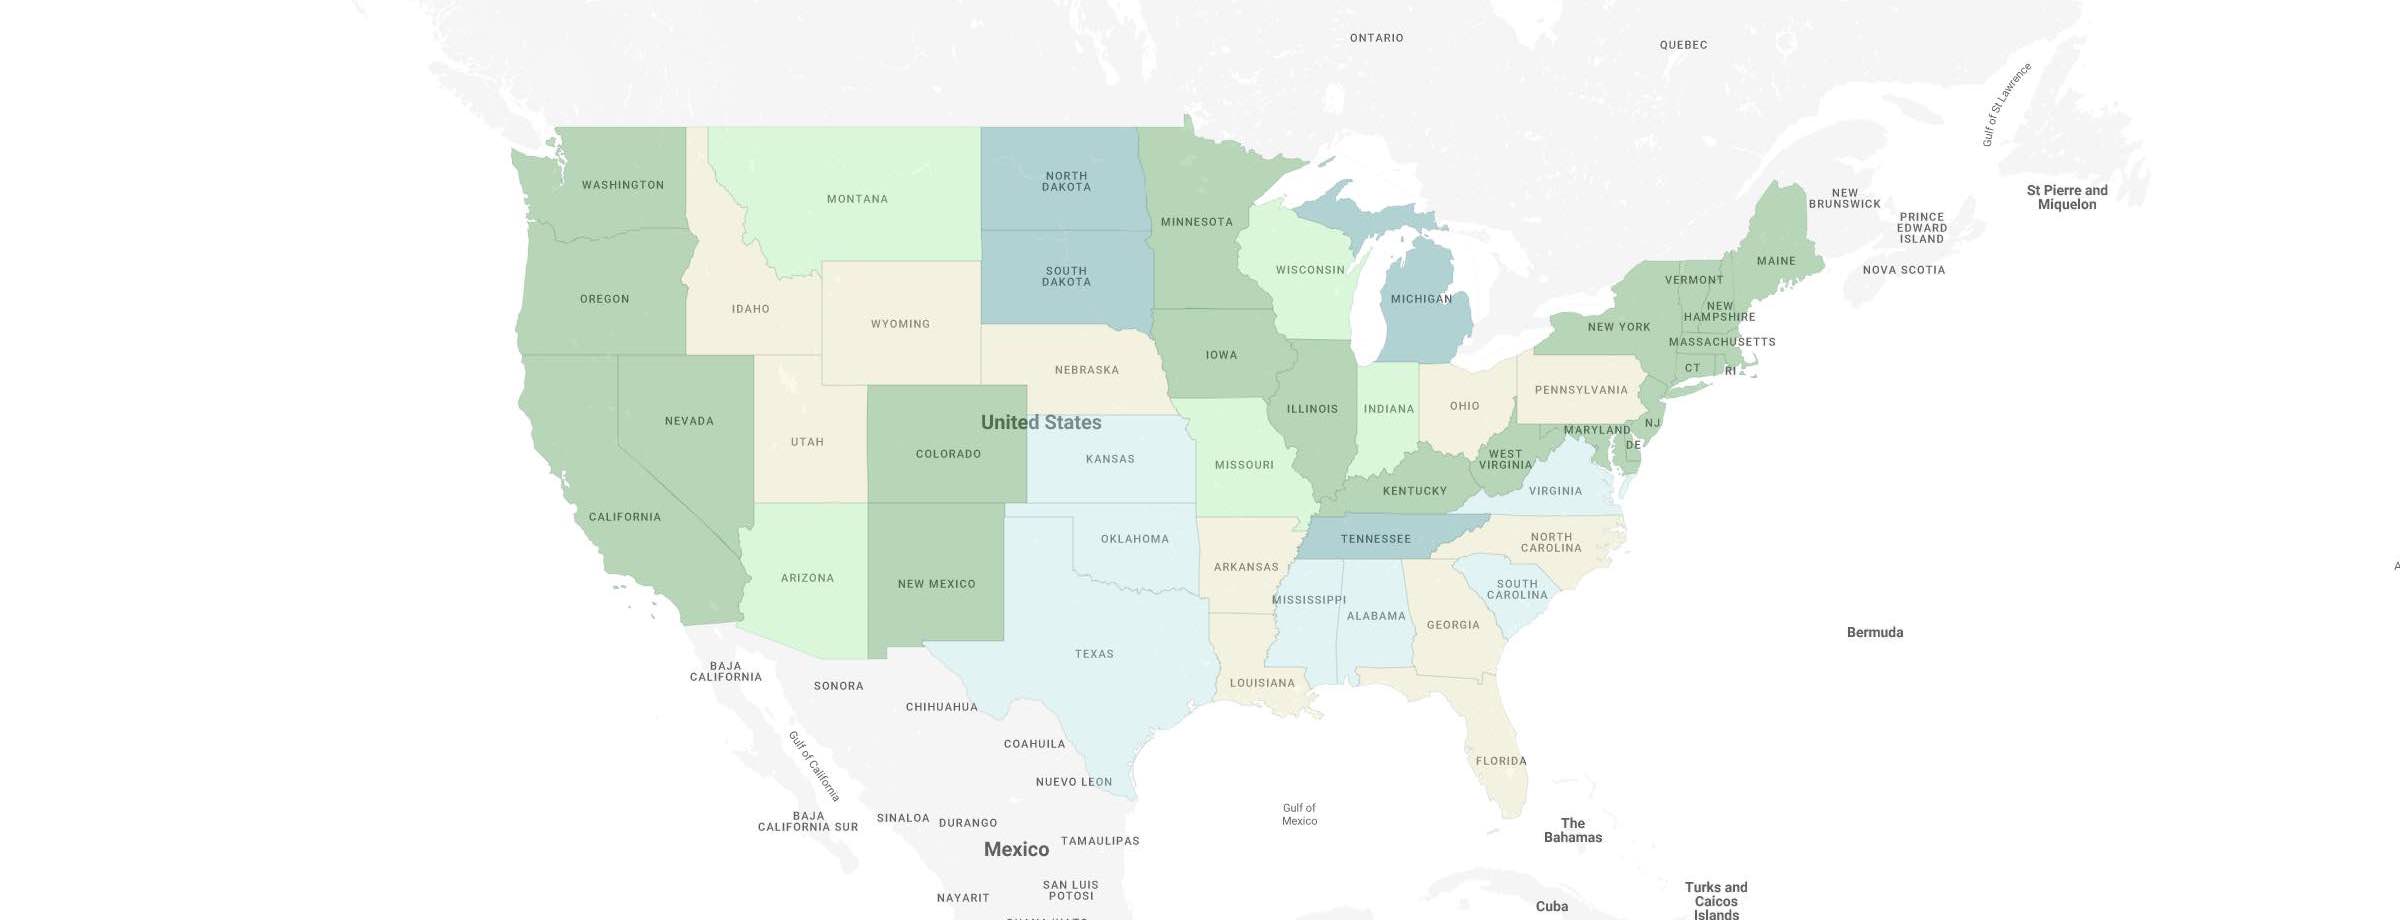 ONTARIO
QUEBEC
Gulf of St Lawrence
WASHINGTON
NORTH
DAKOTA
MONTANA
MINNESOTA
NEW
BRUNSWICK
St Pierre and
Miquelon
PRINCE
EDWARD
ISLAND
MAINE
NOVA SCOTIA
VERMONT
WISCONSIN
SOUTH
DAKOTA
OREGON
IDAHO
WYOMING
MICHIGAN
NEW
HAMPSHIRE
NEW YORK
MASSACHUSETTS
IOWA
NEBRASKA
CT
RI
PENNSYLVANIA
NEVADA
United States
ILLINOIS
INDIANA
OHIO
NJ
MARYLAND
DE
UTAH
COLORADO
KANSAS
MISSOURI
WEST
VIRGINIA
KENTUCKY
VIRGINIA
CALIFORNIA
OKLAHOMA
TENNESSEE
NORTH
CAROLINA
ARKANSAS
A
ARIZONA
NEW MEXICO
SOUTH
CAROLINA
MISSISSIPPI
ALABAMA
GEORGIA
Bermuda
TEXAS
BAJA
CALIFORNIA
SONORA
LOUISIANA
CHIHUAHUA
COAHUILA
Gulf of California
FLORIDA
NUEVO LEON
Gulf of
Mexico
BAJA
CALIFORNIA SUR
SINALOA
DURANGO
The
Bahamas
TAMAULIPAS
Mexico
SAN LUIS
POTOSI
NAYARIT
Turks and
Caicos
Islands
Cuba